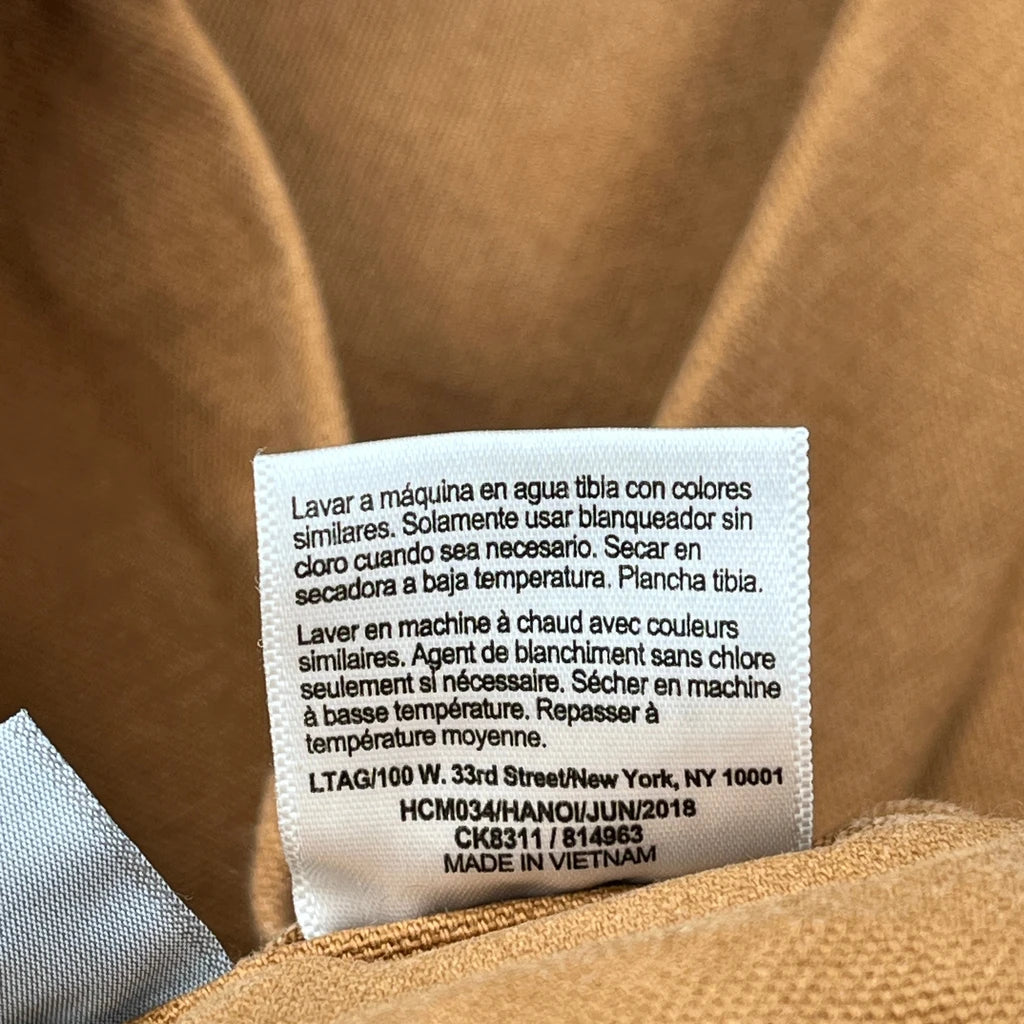 Lavar a máquina en agua tibia con colores
similares. Solamente usar blanqueador sin
cloro cuando sea necesario. Secar en
secadora a baja temperatura. Plancha tibia.
Laver en machine à chaud avec couleurs
similaires. Agent de blanchiment sans chlore
seulement si nécessaire. Sécher en machine
à basse température. Repasser à
température moyenne.
LTAG/100 W. 33rd Street/New York, NY 10001
HCM034/HANOI/JUN/2018
CK8311 / 814963
MADE IN VIETNAM